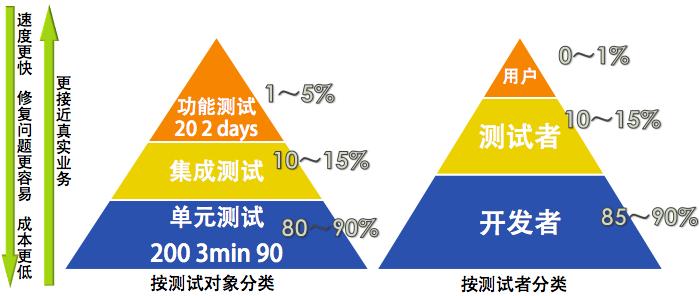 速度更快 修复问题更容易 成本更低
更接近真实业务
功能测试
20 2 days
1～5%
集成测试
10～15%
单元测试
80～90%
200 3min 90
按测试对象分类
用户
0～1%
测试者
10～15%
开发者
85～90%
按测试者分类